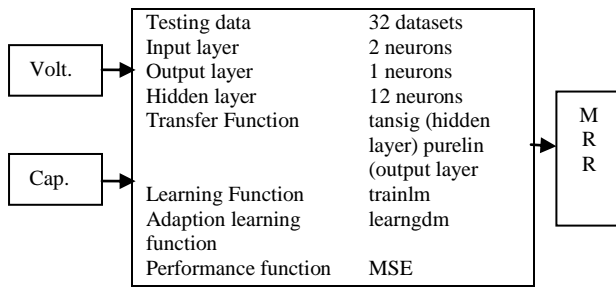 Volt.
Cap.
Testing data 32 datasets
Input layer 2 neurons
Output layer 1 neurons
Hidden layer 12 neurons
Transfer Function tansig (hidden
layer) purelin
(output layer
Learning Function trainlm
Adaption learning learngdm
function
Performance function MSE
M
R
R